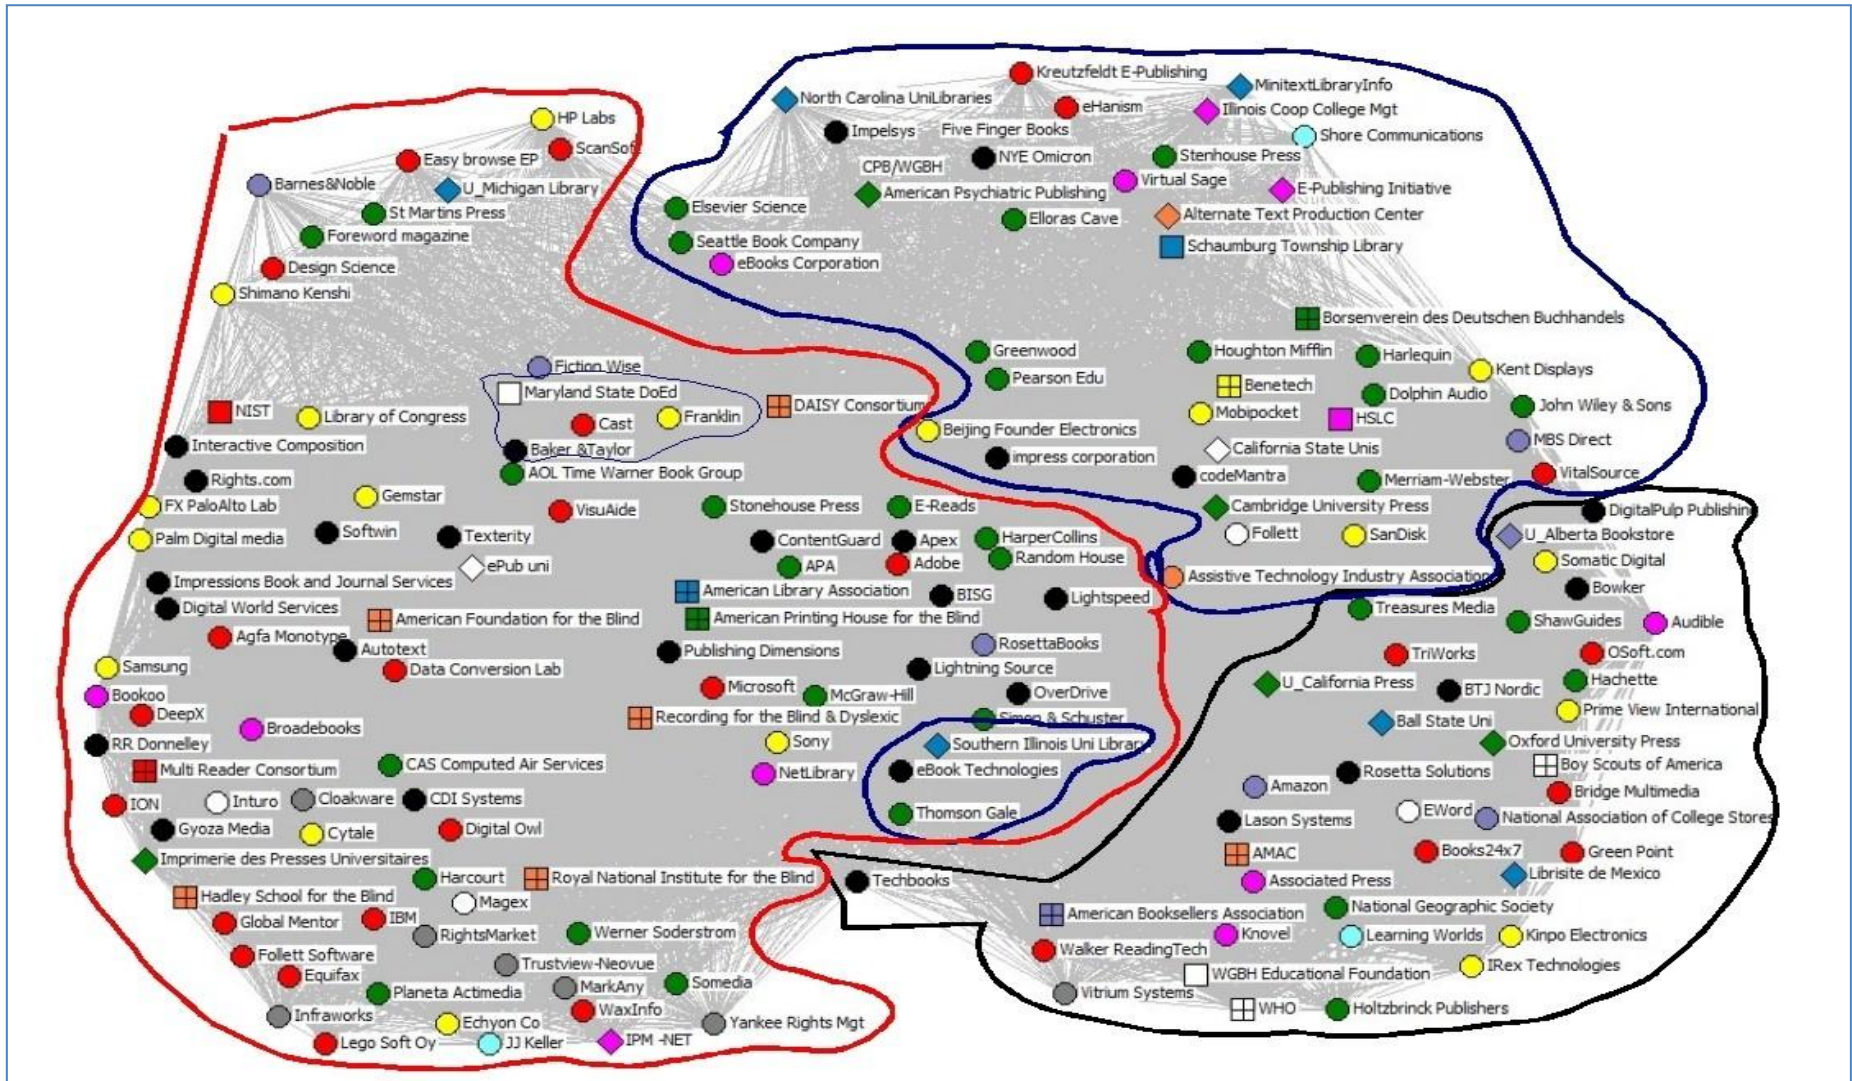 Kreutzfeldt E-Publishing
MinitextLibraryInfo
North Carolina UniLibraries
eHanism
Illinois Coop College Mgt
HP Labs
Impelsys
Five Finger Books
Shore Communications
ScanSof
Easy browse EP
NYE Omicron
Stenhouse Press
CPB/WGBH
Barnes&Noble
U_Michigan Library
American Psychiatric Publishing
Virtual Sage
E-Publishing Initiative
St Martins Press
Elsevier Science
Elloras Cave
Alternate Text Production Center
Foreword magazine
Seattle Book Company
Schaumburg Township Library
Design Science
eBooks Corporation
Shimano Kenshi
Borsenverein des Deutschen Buchhandels
Greenwood
Houghton Mifflin
Harlequin
Fiction Wise
Kent Displays
Pearson Edu
Benetech
Maryland State DoEd
Dolphin Audio
DAISY Consortium
John Wiley & Sons
NIST
Library of Congress
Cast
Franklin
Mobipocket
HSLC
Beijing Founder Electronics
MBS Direct
Interactive Composition
Baker &Taylor
impress corporation
California State Unis
AOL Time Warner Book Group
codeMantra
Merriam-Webster
VitalSource
Rights.com
Gemstar
FX PaloAlto Lab
VisuAide
Stonehouse Press
E-Reads
Cambridge University Press
DigitalPulp Publishing
Palm Digital media
Softwin
Texterity
ContentGuard
Apex
HarperCollins
Follett
SanDisk
U_Alberta Bookstore
ePub uni
APA
Adobe
Random House
Somatic Digital
Impressions Book and Journal Services
American Library Association
BISG
Lightspeed
Assistive Technology Industry Association
Bowker
Digital World Services
American Foundation for the Blind
American Printing House for the Blind
Treasures Media
ShawGuides
Audible
Agfa Monotype
Autotext
Publishing Dimensions
RosettaBooks
TriWorks
OSoft.com
Samsung
Data Conversion Lab
Lightning Source
U_California Press
BTJ Nordic
Hachette
Bookoo
Microsoft
McGraw-Hill
OverDrive
Prime View International
DeepX
Broadebooks
Recording for the Blind & Dyslexic
Simon & Schuster
Ball State Uni
RR Donnelley
Sony
Southern Illinois Uni Library
Oxford University Press
Multi Reader Consortium
CAS Computed Air Services
NetLibrary
eBook Technologies
Rosetta Solutions
Boy Scouts of America
ION
Inturo
Cloakware
CDI Systems
Amazon
Bridge Multimedia
Gyoza Media
Cytale
Digital Owl
Thomson Gale
Lason Systems
EWord
National Association of College Stores
Imprimerie des Presses Universitaires
AMAC
Books24x7
Green Point
Harcourt
Royal National Institute for the Blind
Techbooks
Associated Press
Librisite de Mexico
Hadley School for the Blind
Magex
Global Mentor
IBM
American Booksellers Association
National Geographic Society
RightsMarket
Werner Soderstrom
Knovel
Learning Worlds
Kinpo Electronics
Follett Software
Trustview-Neovue
Walker ReadingTech
IRex Technologies
Equifax
MarkAny
Somedia
WGBH Educational Foundation
Planeta Actimedia
Vitrium Systems
Infraworks
WaxInfo
WHO
Holtzbrinck Publishers
Echyon Co
Yankee Rights Mgt
Lego Soft Oy
JJ Keller
IPM -NET